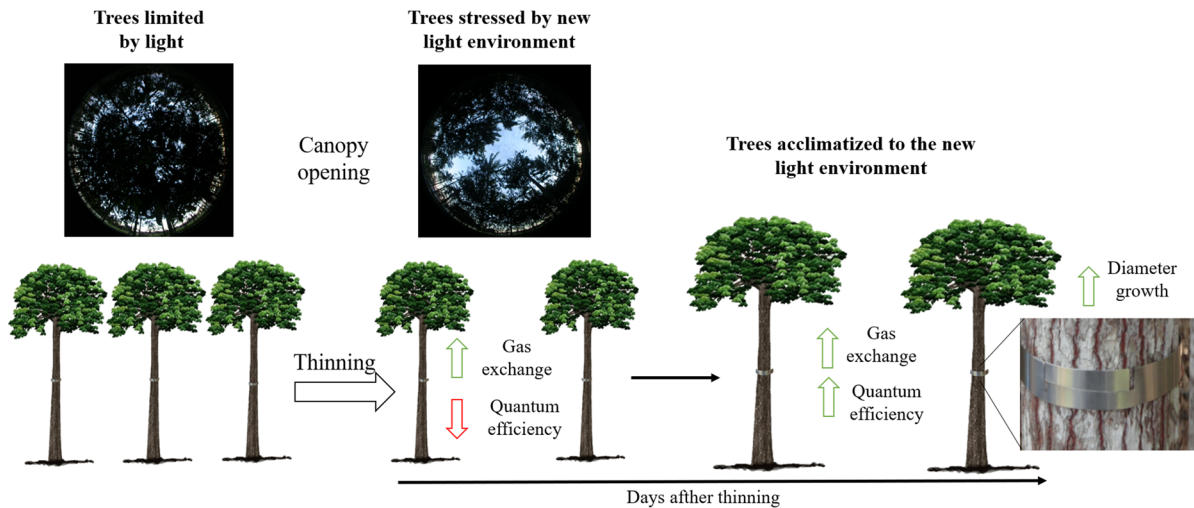 Trees limited
by light
Trees stressed by new
light environment
Canopy
opening
Trees acclimatized to the new
light environment
Diameter
growth
Thinning
Gas
exchange
Quantum
efficiency
Gas
exchange
Quantum
efficiency
Days afther thinning